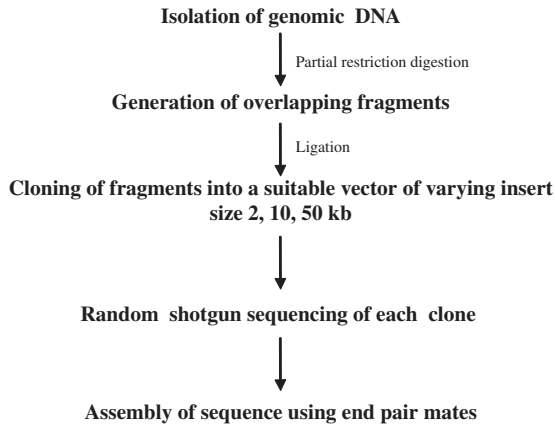 Isolation of genomic DNA
Partial restriction digestion
Generation of overlapping fragments
Ligation
Cloning of fragments into a suitable vector of varying insert
size 2, 10, 50 kb
Random shotgun sequencing of each clone
Assembly of sequence using end pair mates